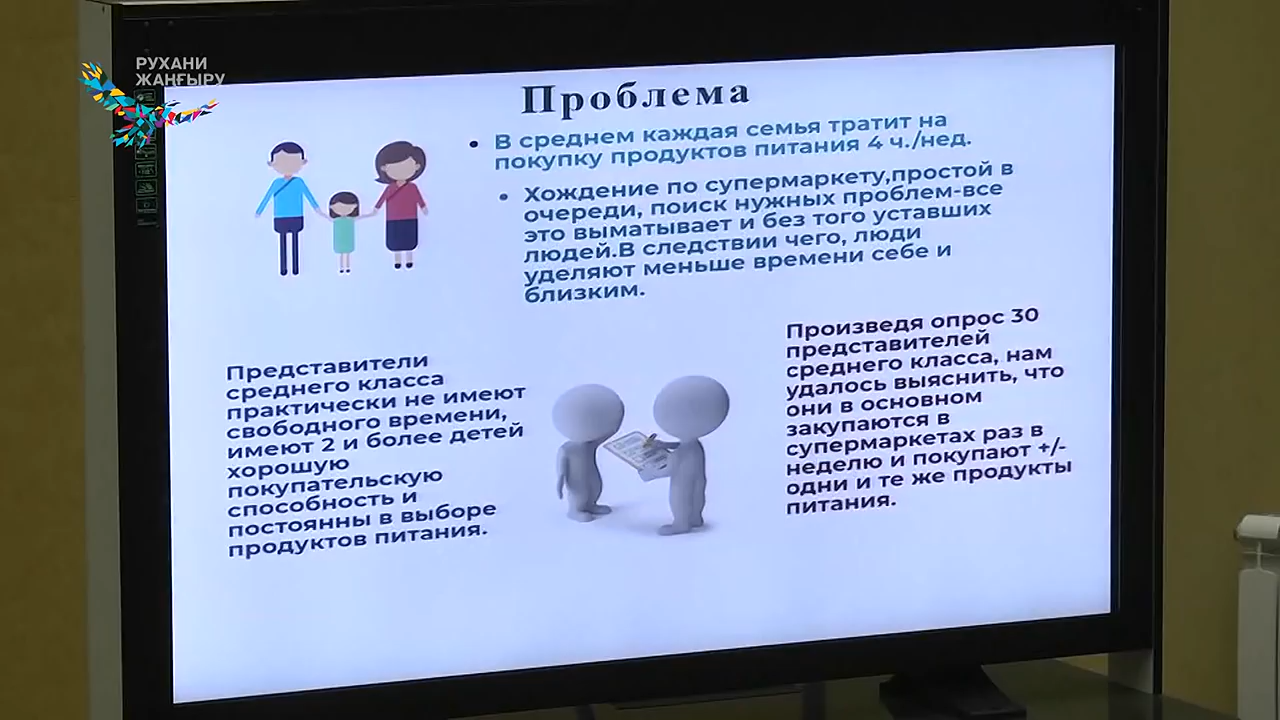 РУХАНИ
ЖАҢҒЫРУ
Проблема
• В среднем каждая семья тратит на
покупку продуктов питания 4 ч./нед.
• Хождение по супермаркету,простой в
очереди, поиск нужных проблем-все
это выматывает и без того уставших
людей.В следствии чего, люди
уделяют меньше времени себе и
близким.
Представители
среднего класса
практически не имеют
свободного времени,
имеют 2 и более детей
хорошую
покупательскую
способность и
постоянны в выборе
продуктов питания.
Произведя опрос 30
представителей
среднего класса, нам
удалось выяснить, что
они в основном
закупаются в
супермаркетах раз в
неделю и покупают +/-
одни и те же продукты
питания.